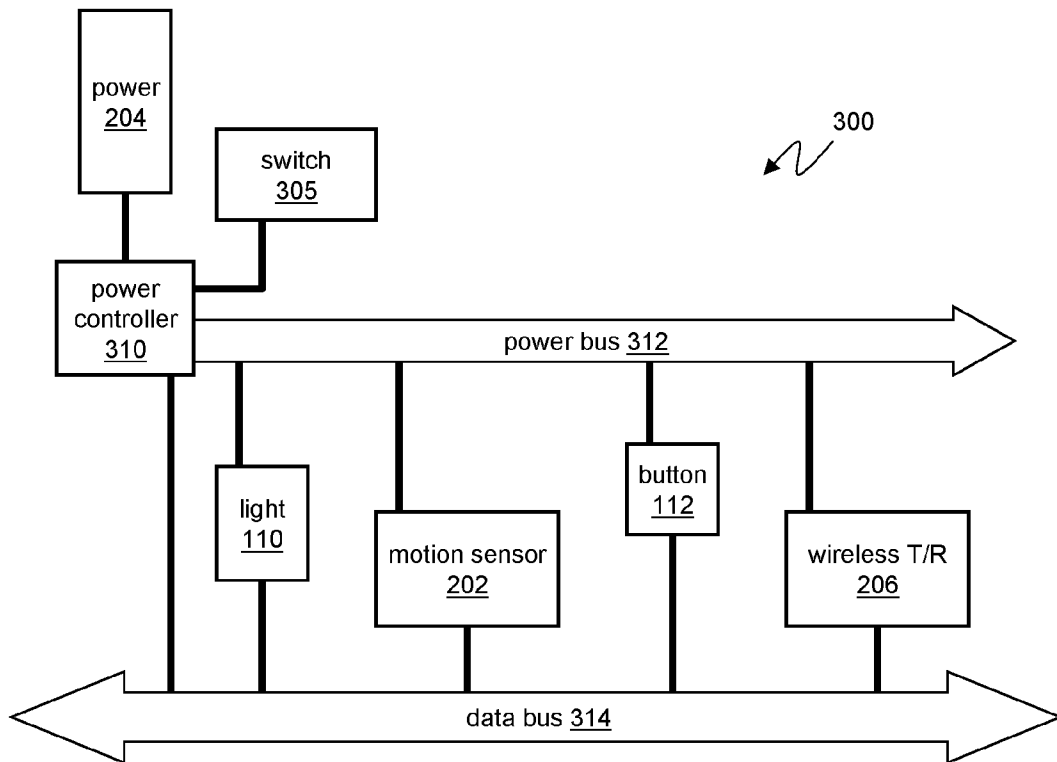 power
204
switch
305
300
power
controller
310
power bus 312
light
110
motion sensor
202
button
112
wireless T/R
206
data bus 314